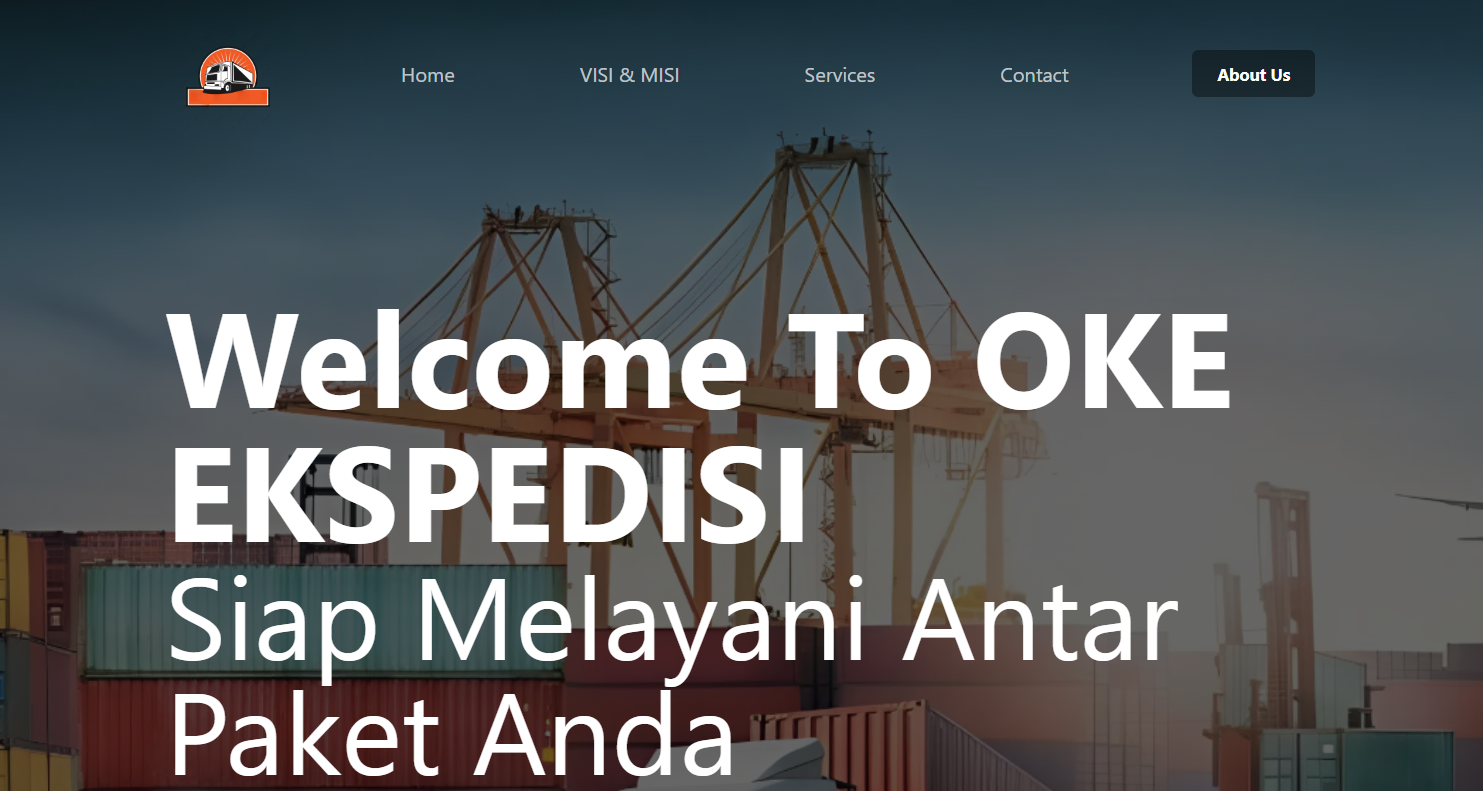 Home VISI & MISI Services Contact About Us
Welcome To OKE
EKSPEDISI
Siap Melayani Antar
Paket Anda